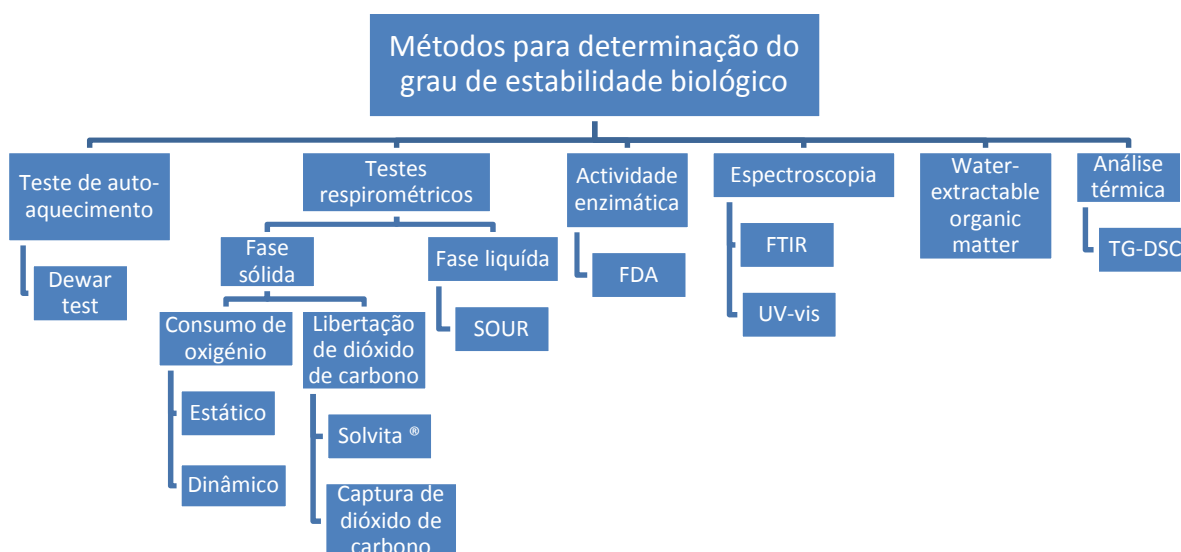 Métodos para determinação do
grau de estabilidade biológico
Teste de auto-
aquecimento
Dewar
test
Testes
respirométricos
Fase
sólida
Consumo de
oxigénio
Estático
Dinâmico
Libertação
de dióxido
de carbono
Solvita ®
Captura de
dióxido de
carbono
Fase liquída
SOUR
Actividade
enzimática
FDA
Espectroscopia
FTIR
UV-vis
Water-
extractable
organic
matter
Análise
térmica
TG-DSC